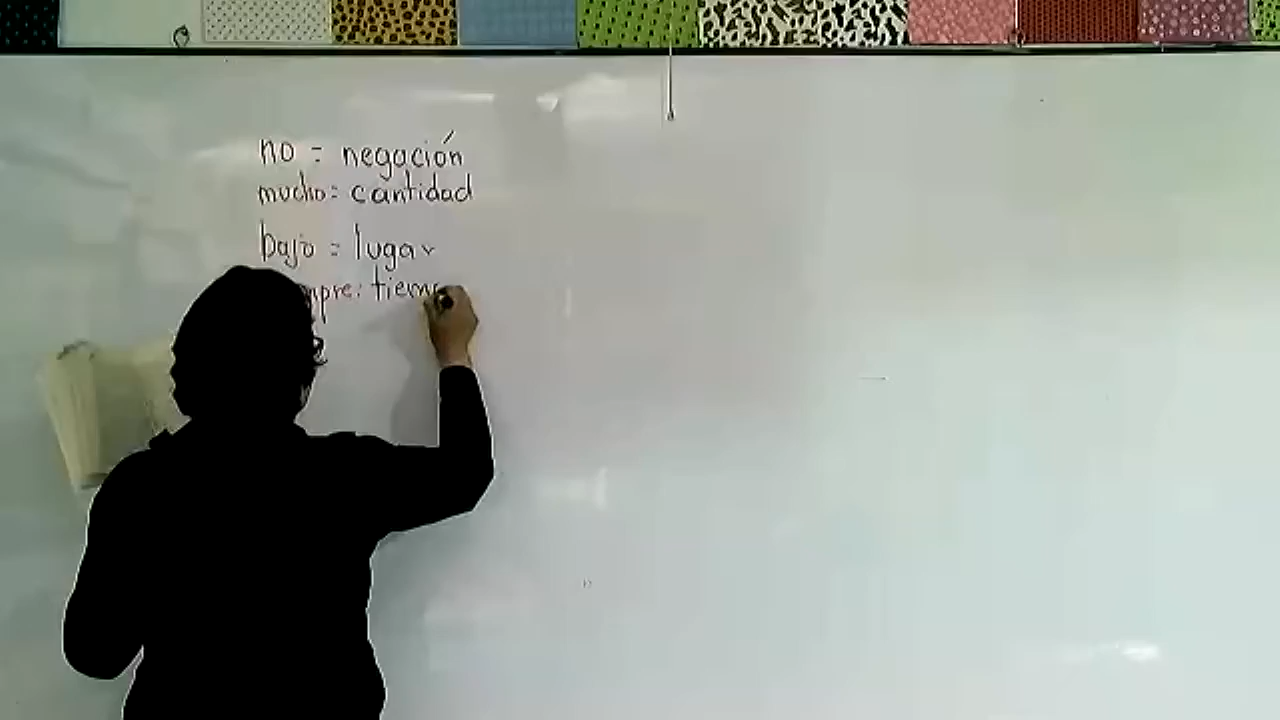 no = negación
mucho: cantidad
bajo = lugar